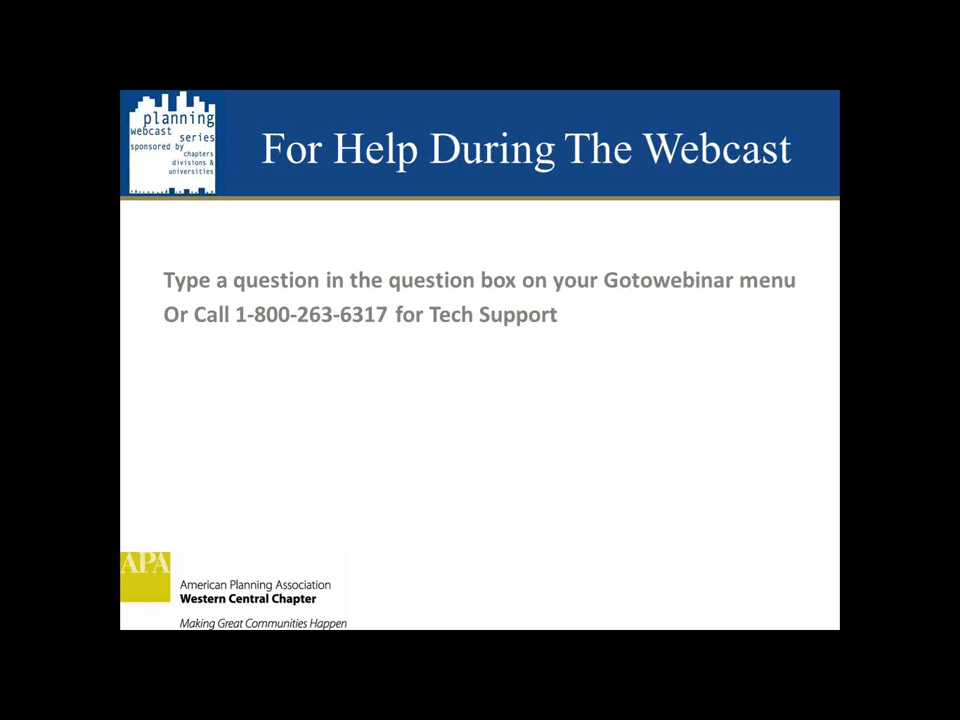 planning
webcast
series
sponsored by
chapters
divisions &
universities
For Help During The Webcast
Type a question in the question box on your Gotowebinar menu
Or Call 1-800-263-6317 for Tech Support
APA
American Planning Association
Western Central Chapter
Making Great Communities Happen